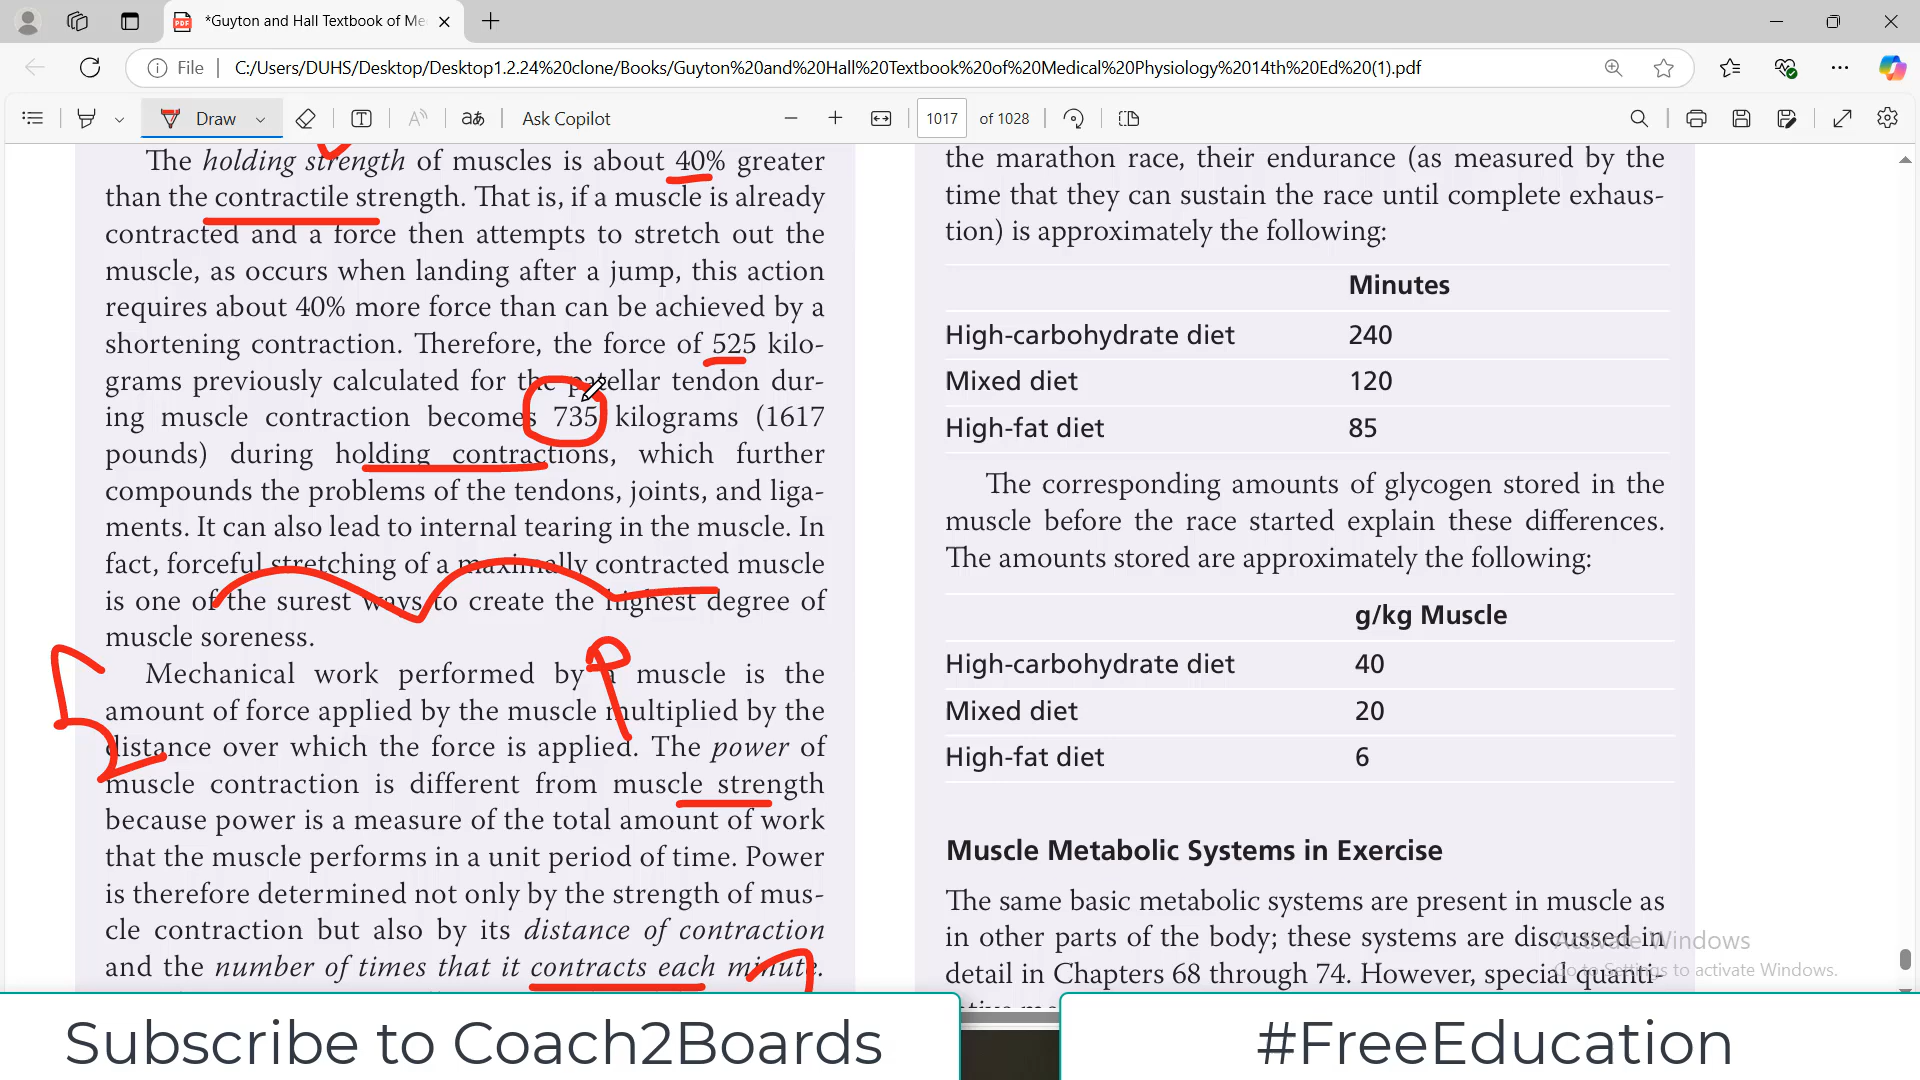 *Guyton and Hall Textbook of Me
File
C:/Users/DUHS/Desktop/Desktop1.2.24%20clone/Books/Guyton%20and%20Hall%20Textbook%20of%20Medical%20Physiology%2014th%20Ed%20(1).pdf
Draw
Ask Copilot
1017 of 1028
The holding strength of muscles is about 40% greater
than the contractile strength. That is, if a muscle is already
contracted and a force then attempts to stretch out the
muscle, as occurs when landing after a jump, this action
requires about 40% more force than can be achieved by a
shortening contraction. Therefore, the force of 525 kilo-
grams previously calculated for the patellar tendon dur-
ing muscle contraction becomes 735 kilograms (1617
pounds) during holding contractions, which further
compounds the problems of the tendons, joints, and liga-
ments. It can also lead to internal tearing in the muscle. In
fact, forceful stretching of a maximally contracted muscle
is one of the surest ways to create the highest degree of
muscle soreness.
Mechanical work performed by a muscle is the
amount of force applied by the muscle multiplied by the
distance over which the force is applied. The power of
muscle contraction is different from muscle strength
because power is a measure of the total amount of work
that the muscle performs in a unit period of time. Power
is therefore determined not only by the strength of mus-
cle contraction but also by its distance of contraction
and the number of times that it contracts each minute.
the marathon race, their endurance (as measured by the
time that they can sustain the race until complete exhaus-
tion) is approximately the following:
Minutes
High-carbohydrate diet 240
Mixed diet 120
High-fat diet 85
The corresponding amounts of glycogen stored in the
muscle before the race started explain these differences.
The amounts stored are approximately the following:
g/kg Muscle
High-carbohydrate diet 40
Mixed diet 20
High-fat diet 6
Muscle Metabolic Systems in Exercise
The same basic metabolic systems are present in muscle as
in other parts of the body; these systems are discussed in
detail in Chapters 68 through 74. However, special quanti-
Activate Windows
Go to Settings to activate Windows.
Subscribe to Coach2Boards
#FreeEducation